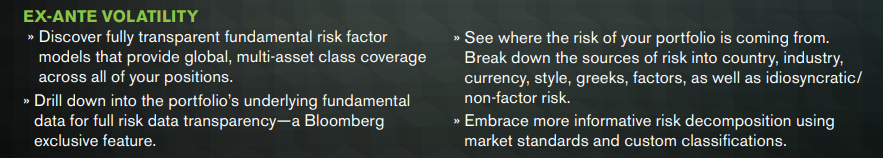 EX-ANTE VOLATILITY
» Discover fully transparent fundamental risk factor
models that provide global, multi-asset class coverage
across all of your positions.
» Drill down into the portfolio's underlying fundamental
data for full risk data transparency—a Bloomberg
exclusive feature.
» See where the risk of your portfolio is coming from.
Break down the sources of risk into country, industry,
currency, style, greeks, factors, as well as idiosyncratic/
non-factor risk.
» Embrace more informative risk decomposition using
market standards and custom classifications.